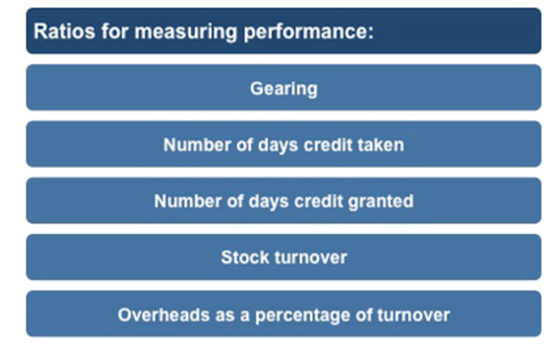 Ratios for measuring performance:
Gearing
Number of days credit taken
Number of days credit granted
Stock turnover
Overheads as a percentage of turnover